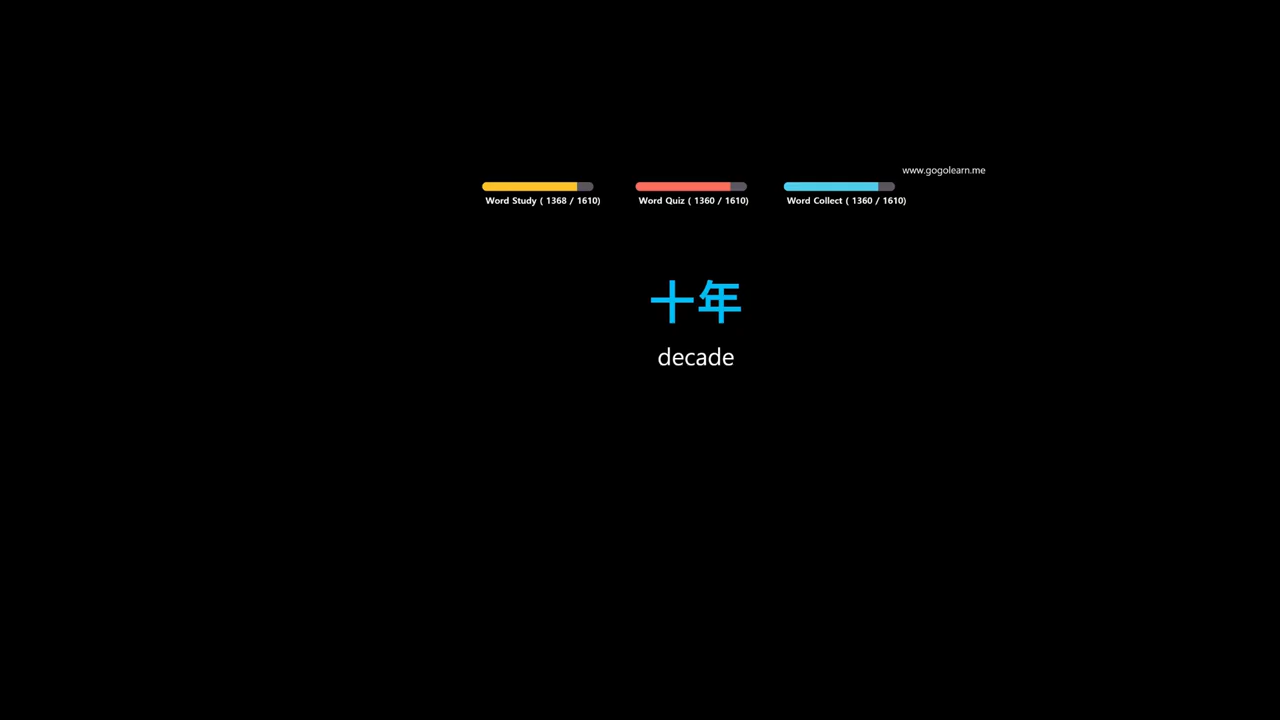 www.gogolearn.me
Word Study ( 1368 / 1610)
Word Quiz ( 1360 / 1610)
Word Collect ( 1360 / 1610)
十年
decade